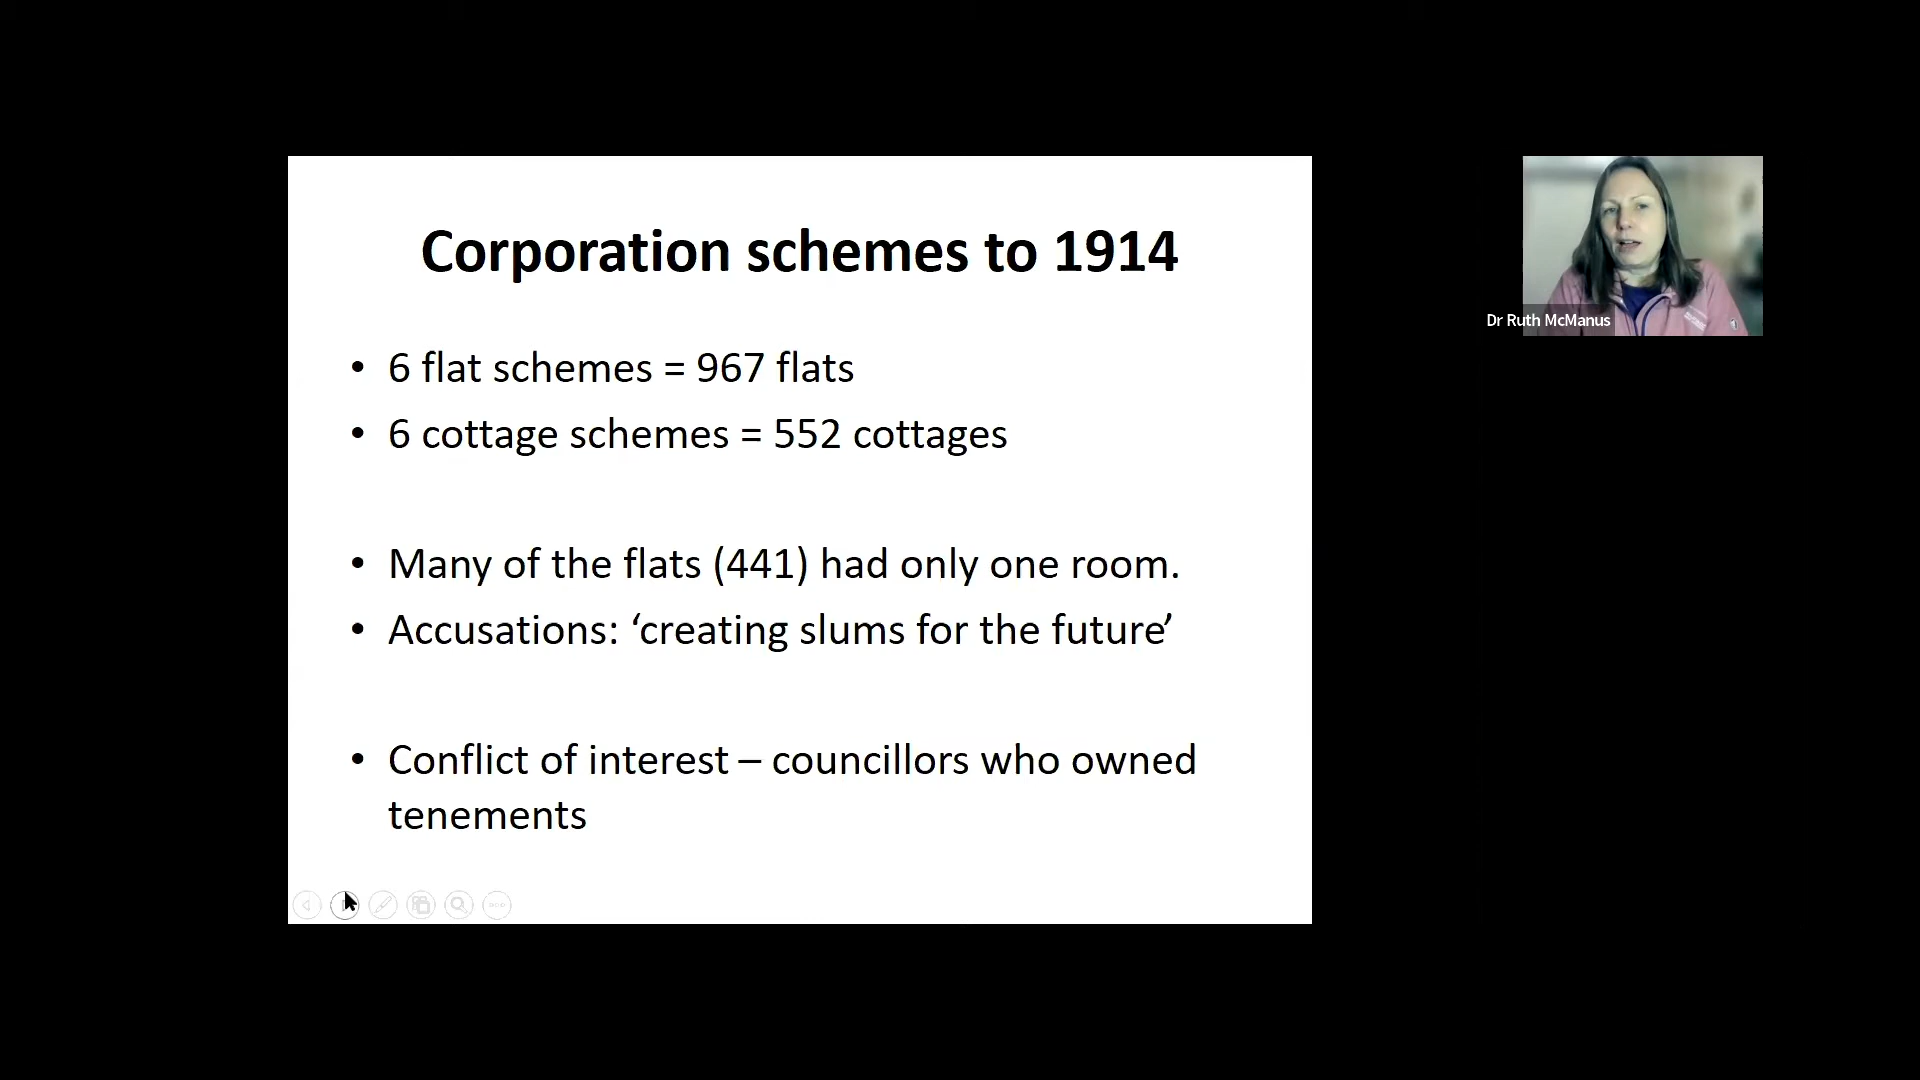 Corporation schemes to 1914
• 6 flat schemes = 967 flats
• 6 cottage schemes = 552 cottages
• Many of the flats (441) had only one room.
• Accusations: ‘creating slums for the future’
• Conflict of interest – councillors who owned
tenements
Dr Ruth McManus